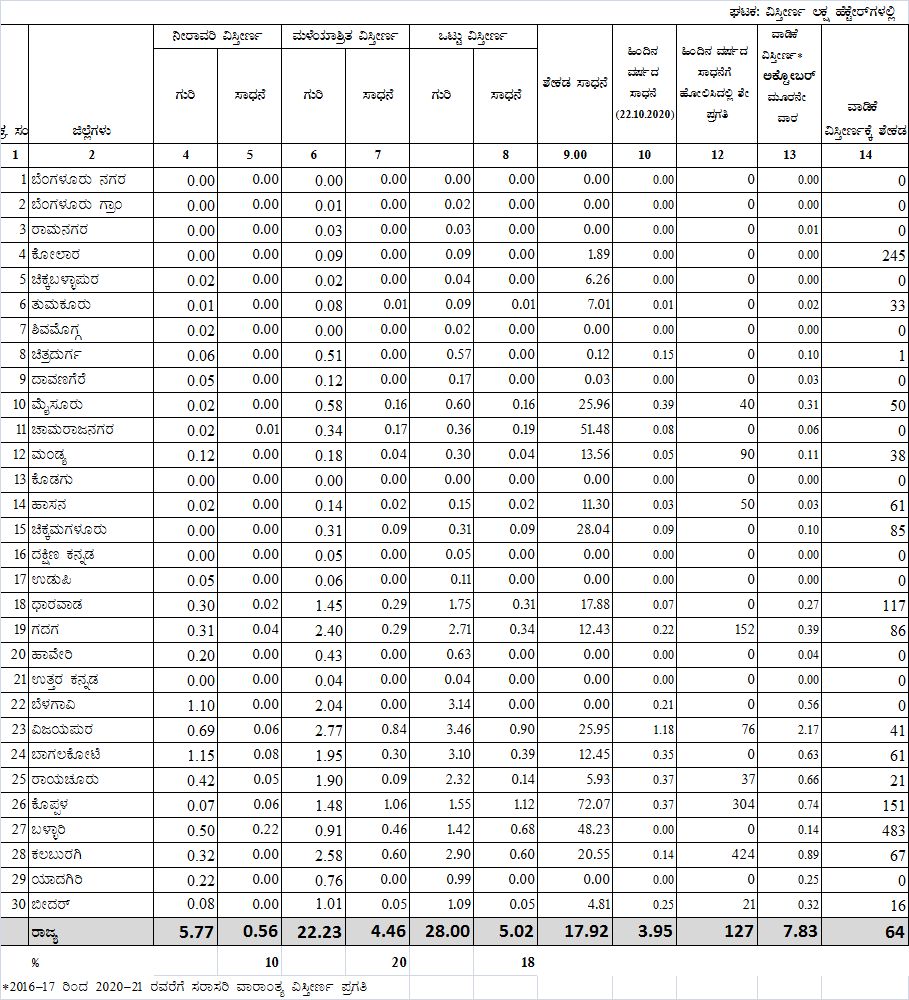 ಘಟಕ: ವಿಸ್ತೀರ್ಣ ಲಕ್ಷ ಹೆಕ್ಟೇರ್‌ಗಳಲ್ಲಿ
ಕ್ರ ಸಂ ಜಿಲ್ಲೆಗಳು ನೀರಾವರಿ ವಿಸ್ತೀರ್ಣ ಮಳೆಯಾಶ್ರಿತ ವಿಸ್ತೀರ್ಣ ಒಟ್ಟು ವಿಸ್ತೀರ್ಣ ಶೇಕಡ ಸಾಧನೆ ಹಿಂದಿನ ವರ್ಷದ ಸಾಧನೆ (22.10.2020) ಹಿಂದಿನ ವರ್ಷದ ಸಾಧನೆಗೆ ಹೋಲಿಸಿದಲ್ಲಿ ಶೇ ಪ್ರಗತಿ ವಾಡಿಕೆ ವಿಸ್ತೀರ್ಣ* ಅಕ್ಟೋಬರ್ ಮೂರನೇ ವಾರ ವಾಡಿಕೆ ವಿಸ್ತೀರ್ಣಕ್ಕೆ ಶೇಕಡ
ಗುರಿ ಸಾಧನೆ ಗುರಿ ಸಾಧನೆ ಗುರಿ ಸಾಧನೆ
1 2 4 5 6 7 8 9.00 10 12 13 14
1 ಬೆಂಗಳೂರು ನಗರ 0.00 0.00 0.00 0.00 0.00 0.00 0.00 0.00 0 0.00 0
2 ಬೆಂಗಳೂರು ಗ್ರಾಂ 0.00 0.00 0.01 0.00 0.02 0.00 0.00 0.00 0 0.00 0
3 ರಾಮನಗರ 0.00 0.00 0.03 0.00 0.03 0.00 0.00 0.00 0 0.01 0
4 ಕೋಲಾರ 0.00 0.00 0.09 0.00 0.09 0.00 1.89 0.00 0 0.00 245
5 ಚಿಕ್ಕಬಳ್ಳಾಪುರ 0.02 0.00 0.02 0.00 0.04 0.00 6.26 0.00 0 0.00 0
6 ತುಮಕೂರು 0.01 0.00 0.08 0.01 0.09 0.01 7.01 0.01 0 0.02 33
7 ಶಿವಮೊಗ್ಗ 0.02 0.00 0.00 0.00 0.02 0.00 0.00 0.00 0 0.00 0
8 ಚಿತ್ರದುರ್ಗ 0.06 0.00 0.51 0.00 0.57 0.00 0.12 0.15 0 0.10 1
9 ದಾವಣಗೆರೆ 0.05 0.00 0.12 0.00 0.17 0.00 0.03 0.00 0 0.03 0
10 ಮೈಸೂರು 0.02 0.00 0.58 0.16 0.60 0.16 25.96 0.39 40 0.31 50
11 ಚಾಮರಾಜನಗರ 0.02 0.01 0.34 0.17 0.36 0.19 51.48 0.08 0 0.06 0
12 ಮಂಡ್ಯ 0.12 0.00 0.18 0.04 0.30 0.04 13.56 0.05 90 0.11 38
13 ಕೊಡಗು 0.00 0.00 0.00 0.00 0.00 0.00 0.00 0.00 0 0.00 0
14 ಹಾಸನ 0.02 0.00 0.14 0.02 0.15 0.02 11.30 0.03 50 0.03 61
15 ಚಿಕ್ಕಮಗಳೂರು 0.00 0.00 0.31 0.09 0.31 0.09 28.04 0.09 0 0.10 85
16 ದಕ್ಷಿಣ ಕನ್ನಡ 0.00 0.00 0.05 0.00 0.05 0.00 0.00 0.00 0 0.00 0
17 ಉಡುಪಿ 0.05 0.00 0.06 0.00 0.11 0.00 0.00 0.00 0 0.00 0
18 ಧಾರವಾಡ 0.30 0.02 1.45 0.29 1.75 0.31 17.88 0.07 0 0.27 117
19 ಗದಗ 0.31 0.04 2.40 0.29 2.71 0.34 12.43 0.22 152 0.39 86
20 ಹಾವೇರಿ 0.20 0.00 0.43 0.00 0.63 0.00 0.00 0.00 0 0.04 0
21 ಉತ್ತರ ಕನ್ನಡ 0.00 0.00 0.04 0.00 0.04 0.00 0.00 0.00 0 0.00 0
22 ಬೆಳಗಾವಿ 1.10 0.00 2.04 0.00 3.14 0.00 0.00 0.21 0 0.56 0
23 ವಿಜಯಪುರ 0.69 0.06 2.77 0.84 3.46 0.90 25.95 1.18 76 2.17 41
24 ಬಾಗಲಕೋಟೆ 1.15 0.08 1.95 0.30 3.10 0.39 12.45 0.35 0 0.63 61
25 ರಾಯಚೂರು 0.42 0.05 1.90 0.09 2.32 0.14 5.93 0.37 37 0.66 21
26 ಕೊಪ್ಪಳ 0.07 0.06 1.48 1.06 1.55 1.12 72.07 0.37 304 0.74 151
27 ಬಳ್ಳಾರಿ 0.50 0.22 0.91 0.46 1.42 0.68 48.23 0.00 0 0.14 483
28 ಕಲಬುರಗಿ 0.32 0.00 2.58 0.60 2.90 0.60 20.55 0.14 424 0.89 67
29 ಯಾದಗಿರಿ 0.22 0.00 0.76 0.00 0.99 0.00 0.00 0.00 0 0.25 0
30 ಬೀದರ್ 0.08 0.00 1.01 0.05 1.09 0.05 4.81 0.25 21 0.32 16
ರಾಜ್ಯ 5.77 0.56 22.23 4.46 28.00 5.02 17.92 3.95 127 7.83 64
% 10 20 18
*2016–17 ರಿಂದ 2020–21 ರವರೆಗೆ ಸರಾಸರಿ ವಾರಾಂತ್ಯ ವಿಸ್ತೀರ್ಣ ಪ್ರಗತಿ